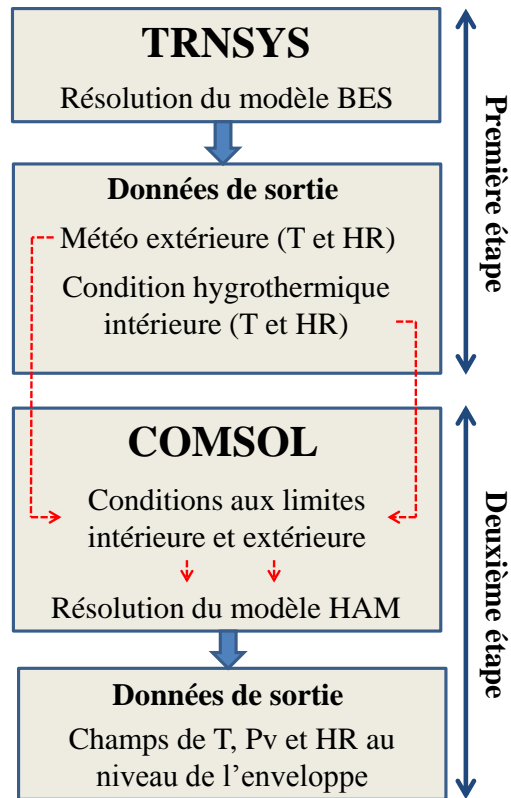 TRNSYS
Résolution du modèle BES
Données de sortie
Météo extérieure (T et HR)
Condition hygrothermique
intérieure (T et HR)
Première étape
COMSOL
Conditions aux limites
intérieure et extérieure
Résolution du modèle HAM
Données de sortie
Champs de T, Pv et HR au
niveau de l’enveloppe
Deuxième étape